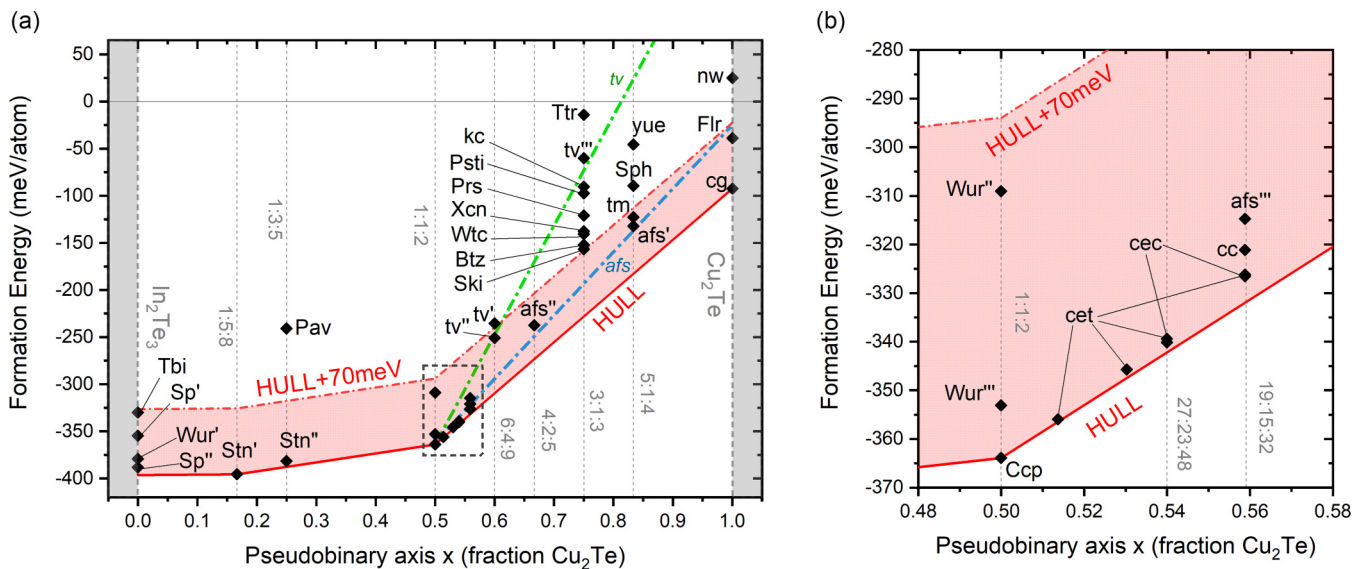 (a)
(b)
Formation Energy (meV/atom)
50
25
0
-50
-100
-150
-200
-250
-300
-350
-400
0.0
0.1
0.2
0.3
0.4
0.5
0.6
0.7
0.8
0.9
1.0
Pseudobinary axis x (fraction Cu₂Te)
In₂Te₃
1:5:8
1:3:5
1:1:2
6:4:9
4:2:5
3:1:3
5:1:4
Cu₂Te
Tbi
Sp'
Wur'
Sp''
Stn'
Stn''
Pav
HULL+70meV
HULL
tv
afs
nw
Ttr
kc
tv'''
yue
Flr
Psti
Sph
Prs
cg
Xcn
tm
Wtc
afs'
Btz
Ski
tv'
afs''
tv''
Formation Energy (meV/atom)
-280
-290
-300
-310
-320
-330
-340
-350
-360
-370
0.48
0.50
0.52
0.54
0.56
0.58
Pseudobinary axis x (fraction Cu₂Te)
HULL+70meV
Wur''
afs'''
cec
cc
1:1:2
cet
Wur'''
HULL
27:23:48
19:15:32
Ccp